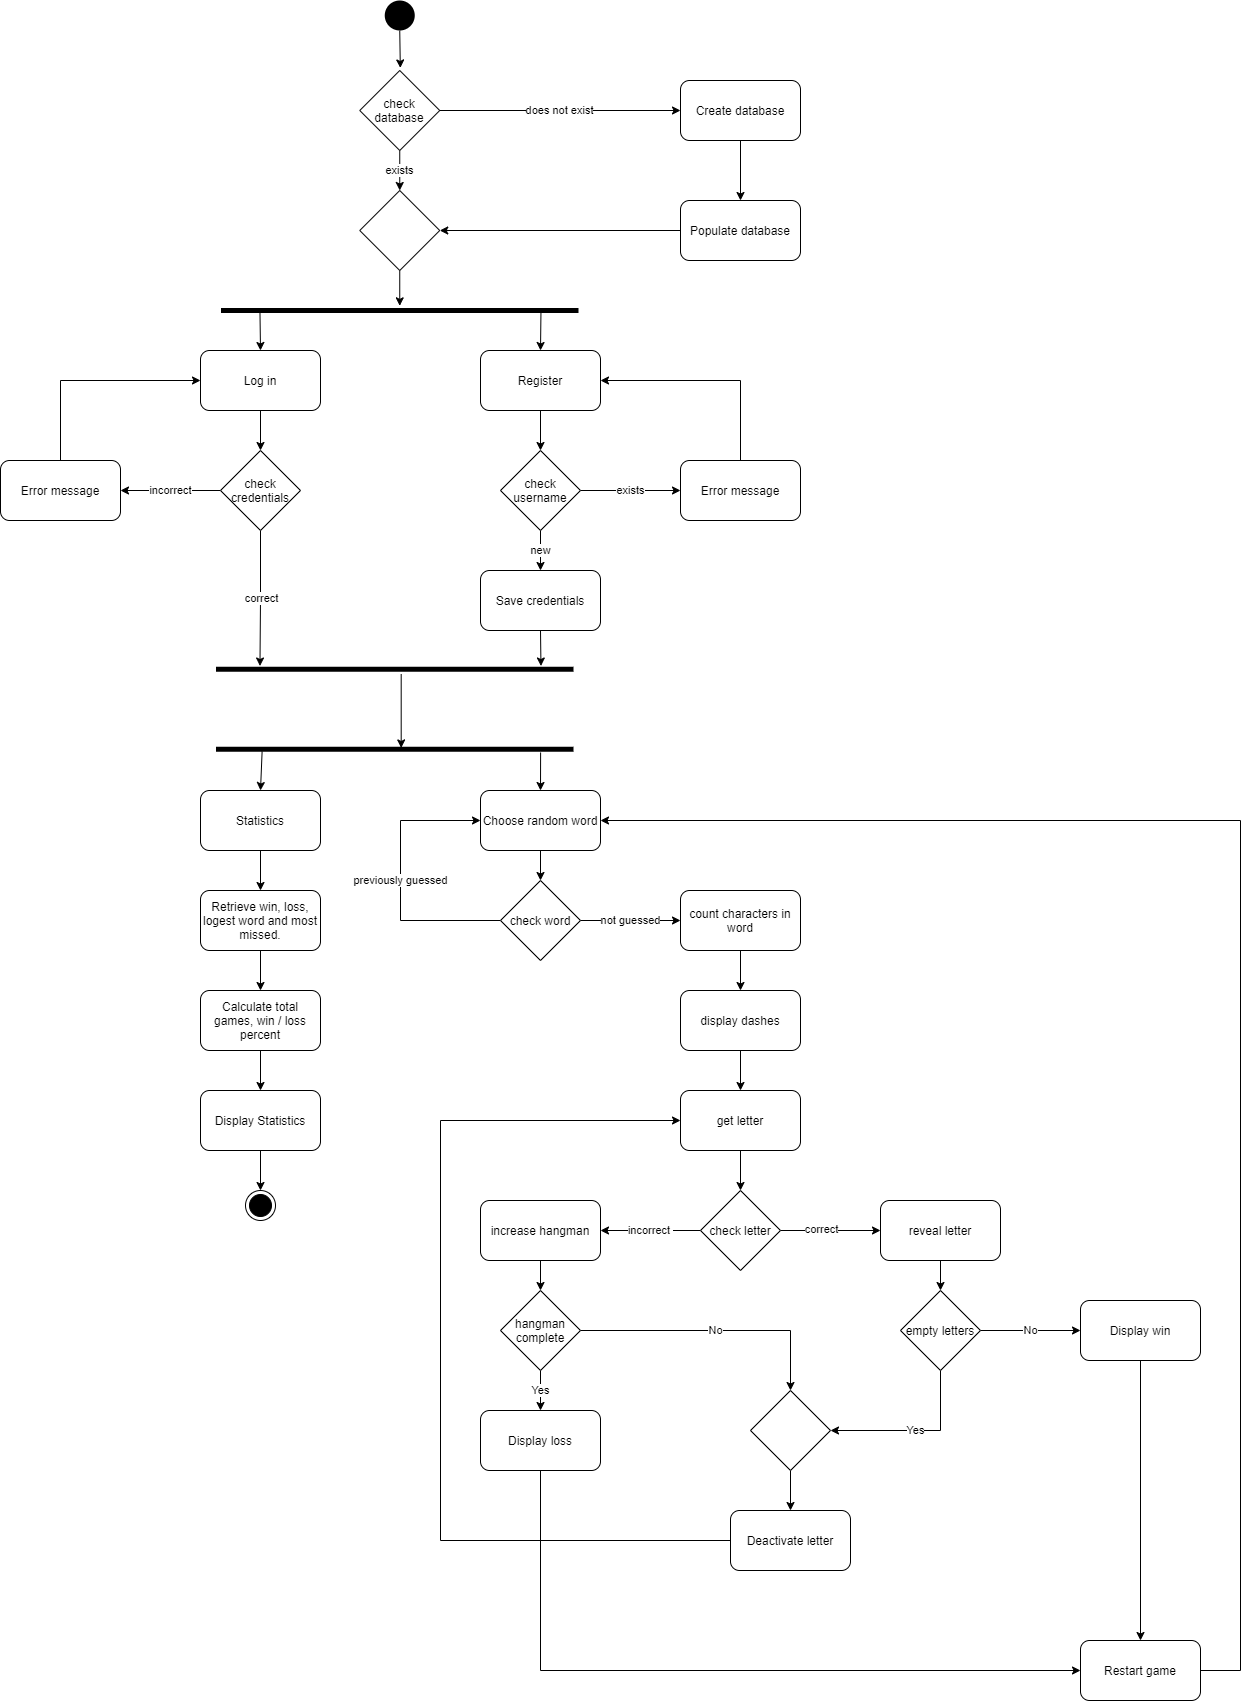 check
database
does not exist
Create database
exists
Populate database
Log in
Register
Error message
incorrect
check
credentials
check
username
exists
Error message
new
correct
Save credentials
Statistics
Choose random word
previously guessed
Retrieve win, loss,
logest word and most
missed.
check word
not guessed
count characters in
word
Calculate total
games, win / loss
percent
display dashes
Display Statistics
get letter
increase hangman
incorrect
check letter
correct
reveal letter
hangman
complete
No
empty letters
No
Display win
Yes
Display loss
Yes
Deactivate letter
Restart game